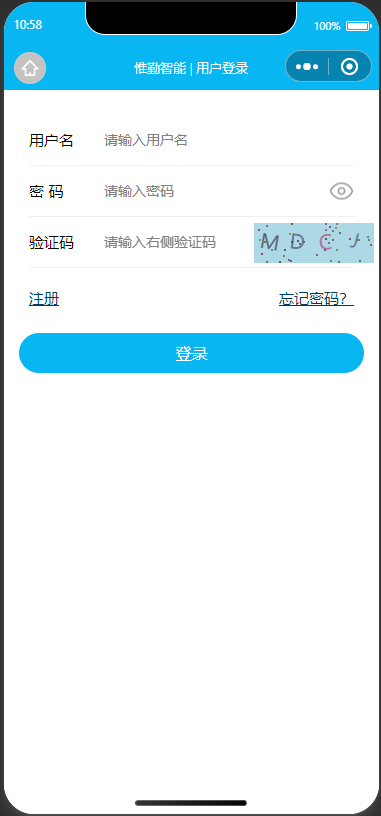 10:58
100%
惟勤智能 | 用户登录
用户名 请输入用户名
密 码 请输入密码
验证码 请输入右侧验证码
注册 忘记密码？
登录